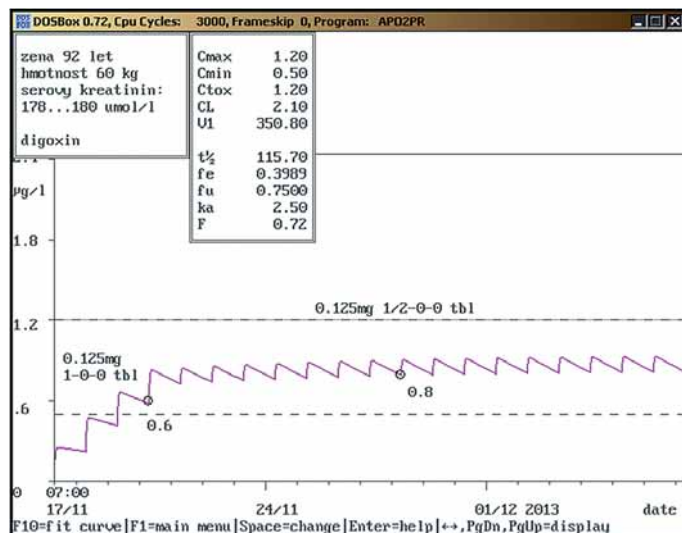 DOSBox 0.72, Cpu Cycles: 3000, Frameskip 0, Program: APO2PR
zena 92 let
hmotnost 60 kg
serovy kreatinin:
178...180 umol/l
digoxin
Cmax 1.20
Cmin 0.50
Ctox 1.20
CL 2.10
V1 350.80
t½ 115.70
fe 0.3989
fu 0.7500
ka 2.50
F 0.72
µg/l
1.8
0.125mg 1/2-0-0 tbl
1.2
0.125mg
1-0-0 tbl
.6
0.6
0.8
0 07:00
17/11 24/11 01/12 2013 date
F10=fit curve|F1=main menu|Space=change|Enter=help|↔,PgDn,PgUp=display